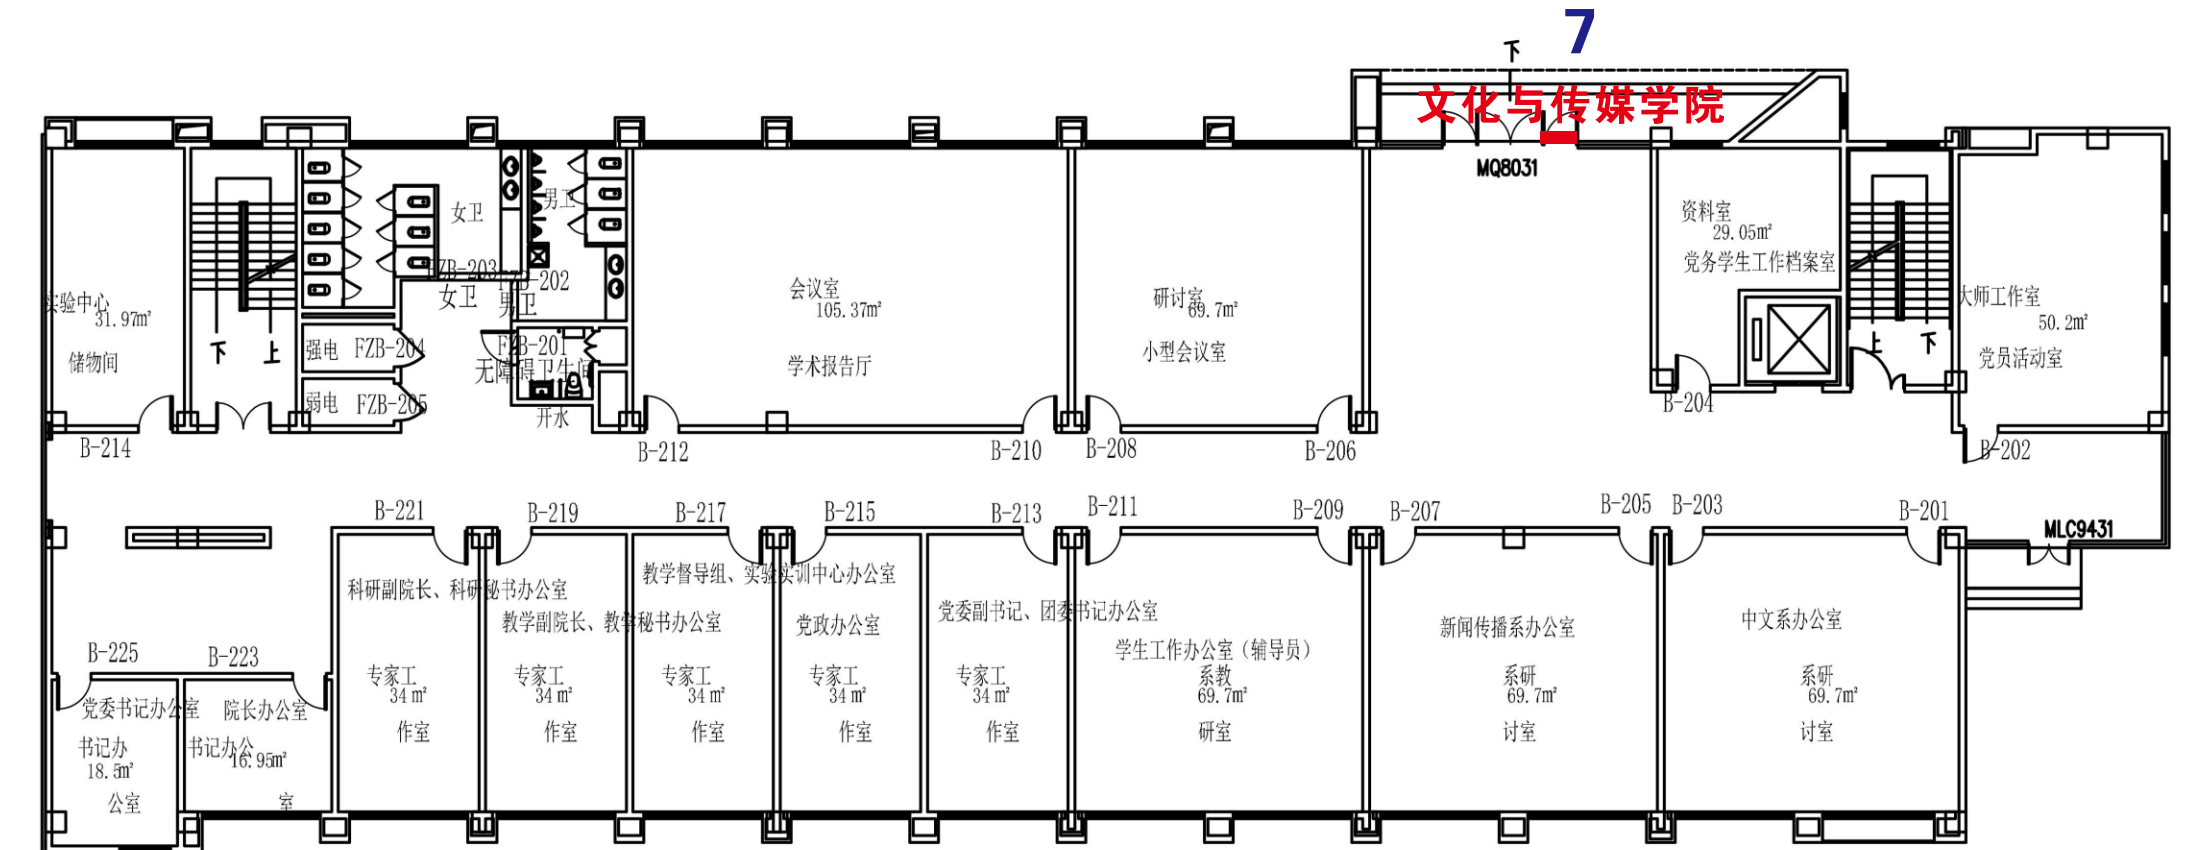 7
下
文化与传媒学院
MQ8031
女卫
男卫
资料室
29.05㎡
党务学生工作档案室
FZB-203
女卫
FZB-202
男卫
实验中心
31.97㎡
储物间
会议室
105.37㎡
学术报告厅
研讨室
69.7㎡
小型会议室
大师工作室
50.2㎡
党员活动室
下
上
上
下
强电
FZB-204
FZB-201
无障碍卫生间
弱电
FZB-205
开水
B-204
B-214
B-212
B-210
B-208
B-206
B-202
B-221
B-219
B-217
B-215
B-213
B-211
B-209
B-207
B-205
B-203
B-201
MLC9431
科研副院长、科研秘书办公室
教学副院长、教学秘书办公室
教学督导组、实验实训中心办公室
党政办公室
党委副书记、团委书记办公室
学生工作办公室（辅导员）
新闻传播系办公室
中文系办公室
B-225
B-223
专家工
34㎡
作室
专家工
34㎡
作室
专家工
34㎡
作室
专家工
34㎡
作室
专家工
34㎡
作室
系教
69.7㎡
研室
系研
69.7㎡
讨室
系研
69.7㎡
讨室
党委书记办公室
书记办
18.5㎡
公室
院长办公室
书记办公
16.95㎡
室